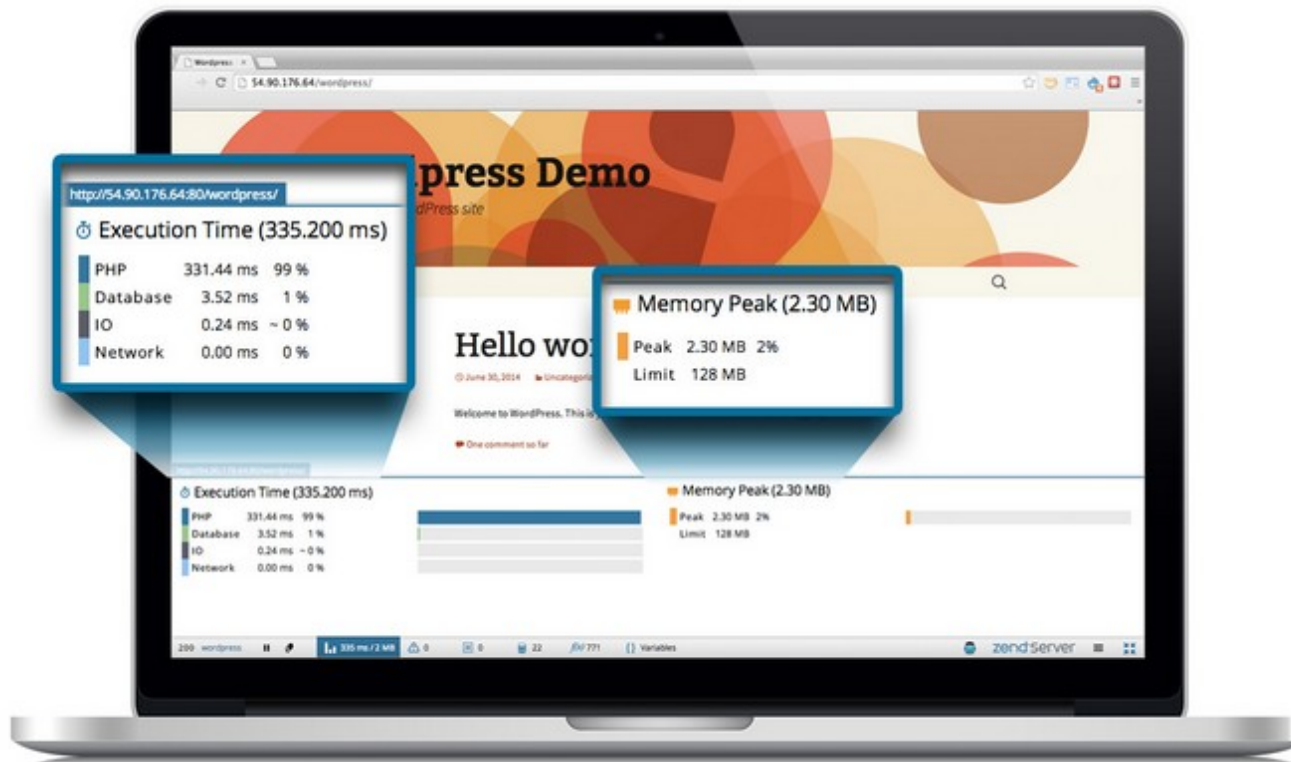 Wordpress
54.90.176.64/wordpress/
press Demo
dPress site
http://54.90.176.64:80/wordpress/
Execution Time (335.200 ms)
PHP 331.44 ms 99 %
Database 3.52 ms 1 %
IO 0.24 ms ~ 0 %
Network 0.00 ms 0 %
Memory Peak (2.30 MB)
Peak 2.30 MB 2%
Limit 128 MB
Hello wo
June 30, 2014 Uncategoriz
Welcome to WordPress. This is
One comment so far
Execution Time (335.200 ms)
PHP 331.44 ms 99 %
Database 3.52 ms 1 %
IO 0.24 ms ~ 0 %
Network 0.00 ms 0 %
Memory Peak (2.30 MB)
Peak 2.30 MB 2%
Limit 128 MB
200 wordpress 335 ms / 2 MB 0 0 22 f(x) 771 {} Variables zend server